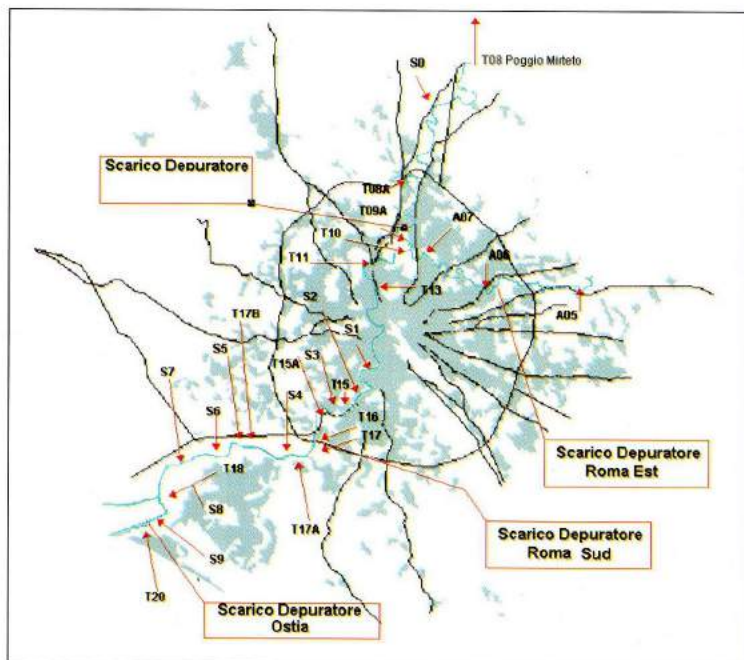 S0
T08 Poggio Mirteto
Scarico Depuratore
T08A
T09A
T10
A07
T11
A06
S2
T13
A05
T17B
S1
S7
S5
S3
T15A
T15
S6
S4
T16
T17
Scarico Depuratore
Roma Est
T18
S8
T17A
Scarico Depuratore
Roma Sud
S9
T20
Scarico Depuratore
Ostia